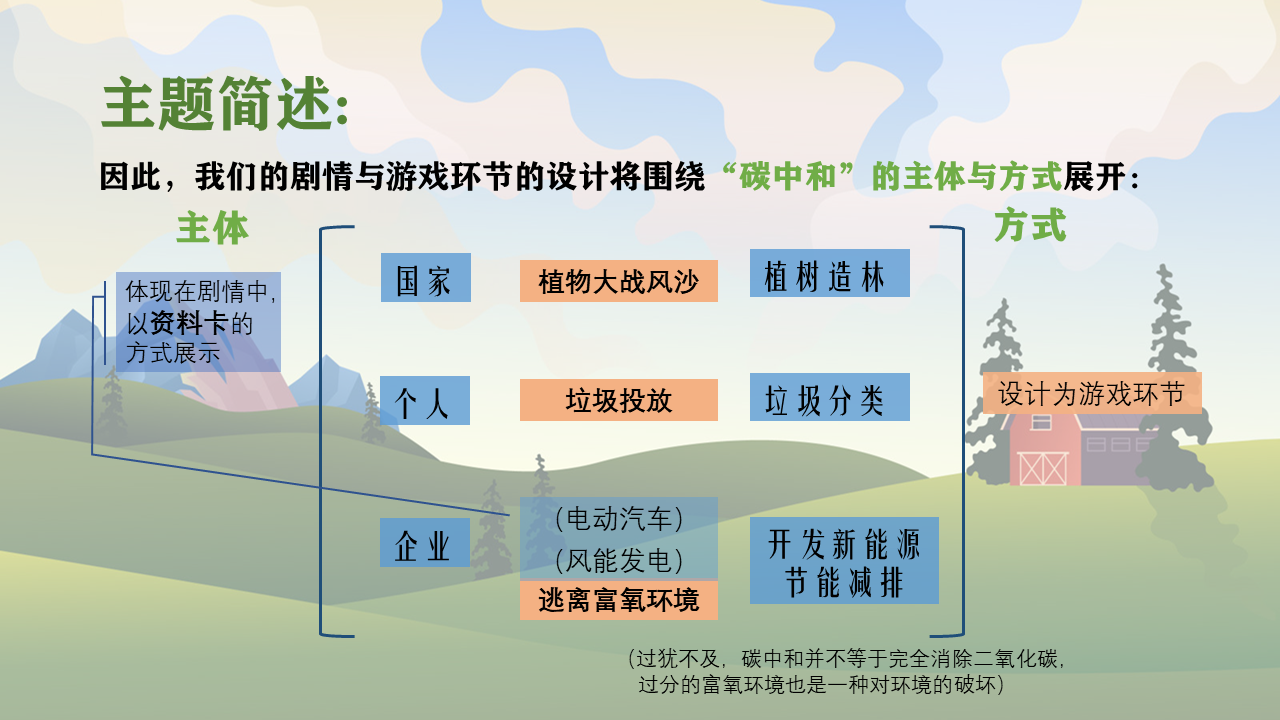 主题简述:
因此，我们的剧情与游戏环节的设计将围绕“碳中和”的主体与方式展开：
主体
方式
体现在剧情中，
以资料卡的
方式展示
国家
植物大战风沙
植树造林
个人
垃圾投放
垃圾分类
设计为游戏环节
企业
（电动汽车）
（风能发电）
逃离富氧环境
开发新能源
节能减排
（过犹不及，碳中和并不等于完全消除二氧化碳，
过分的富氧环境也是一种对环境的破坏）